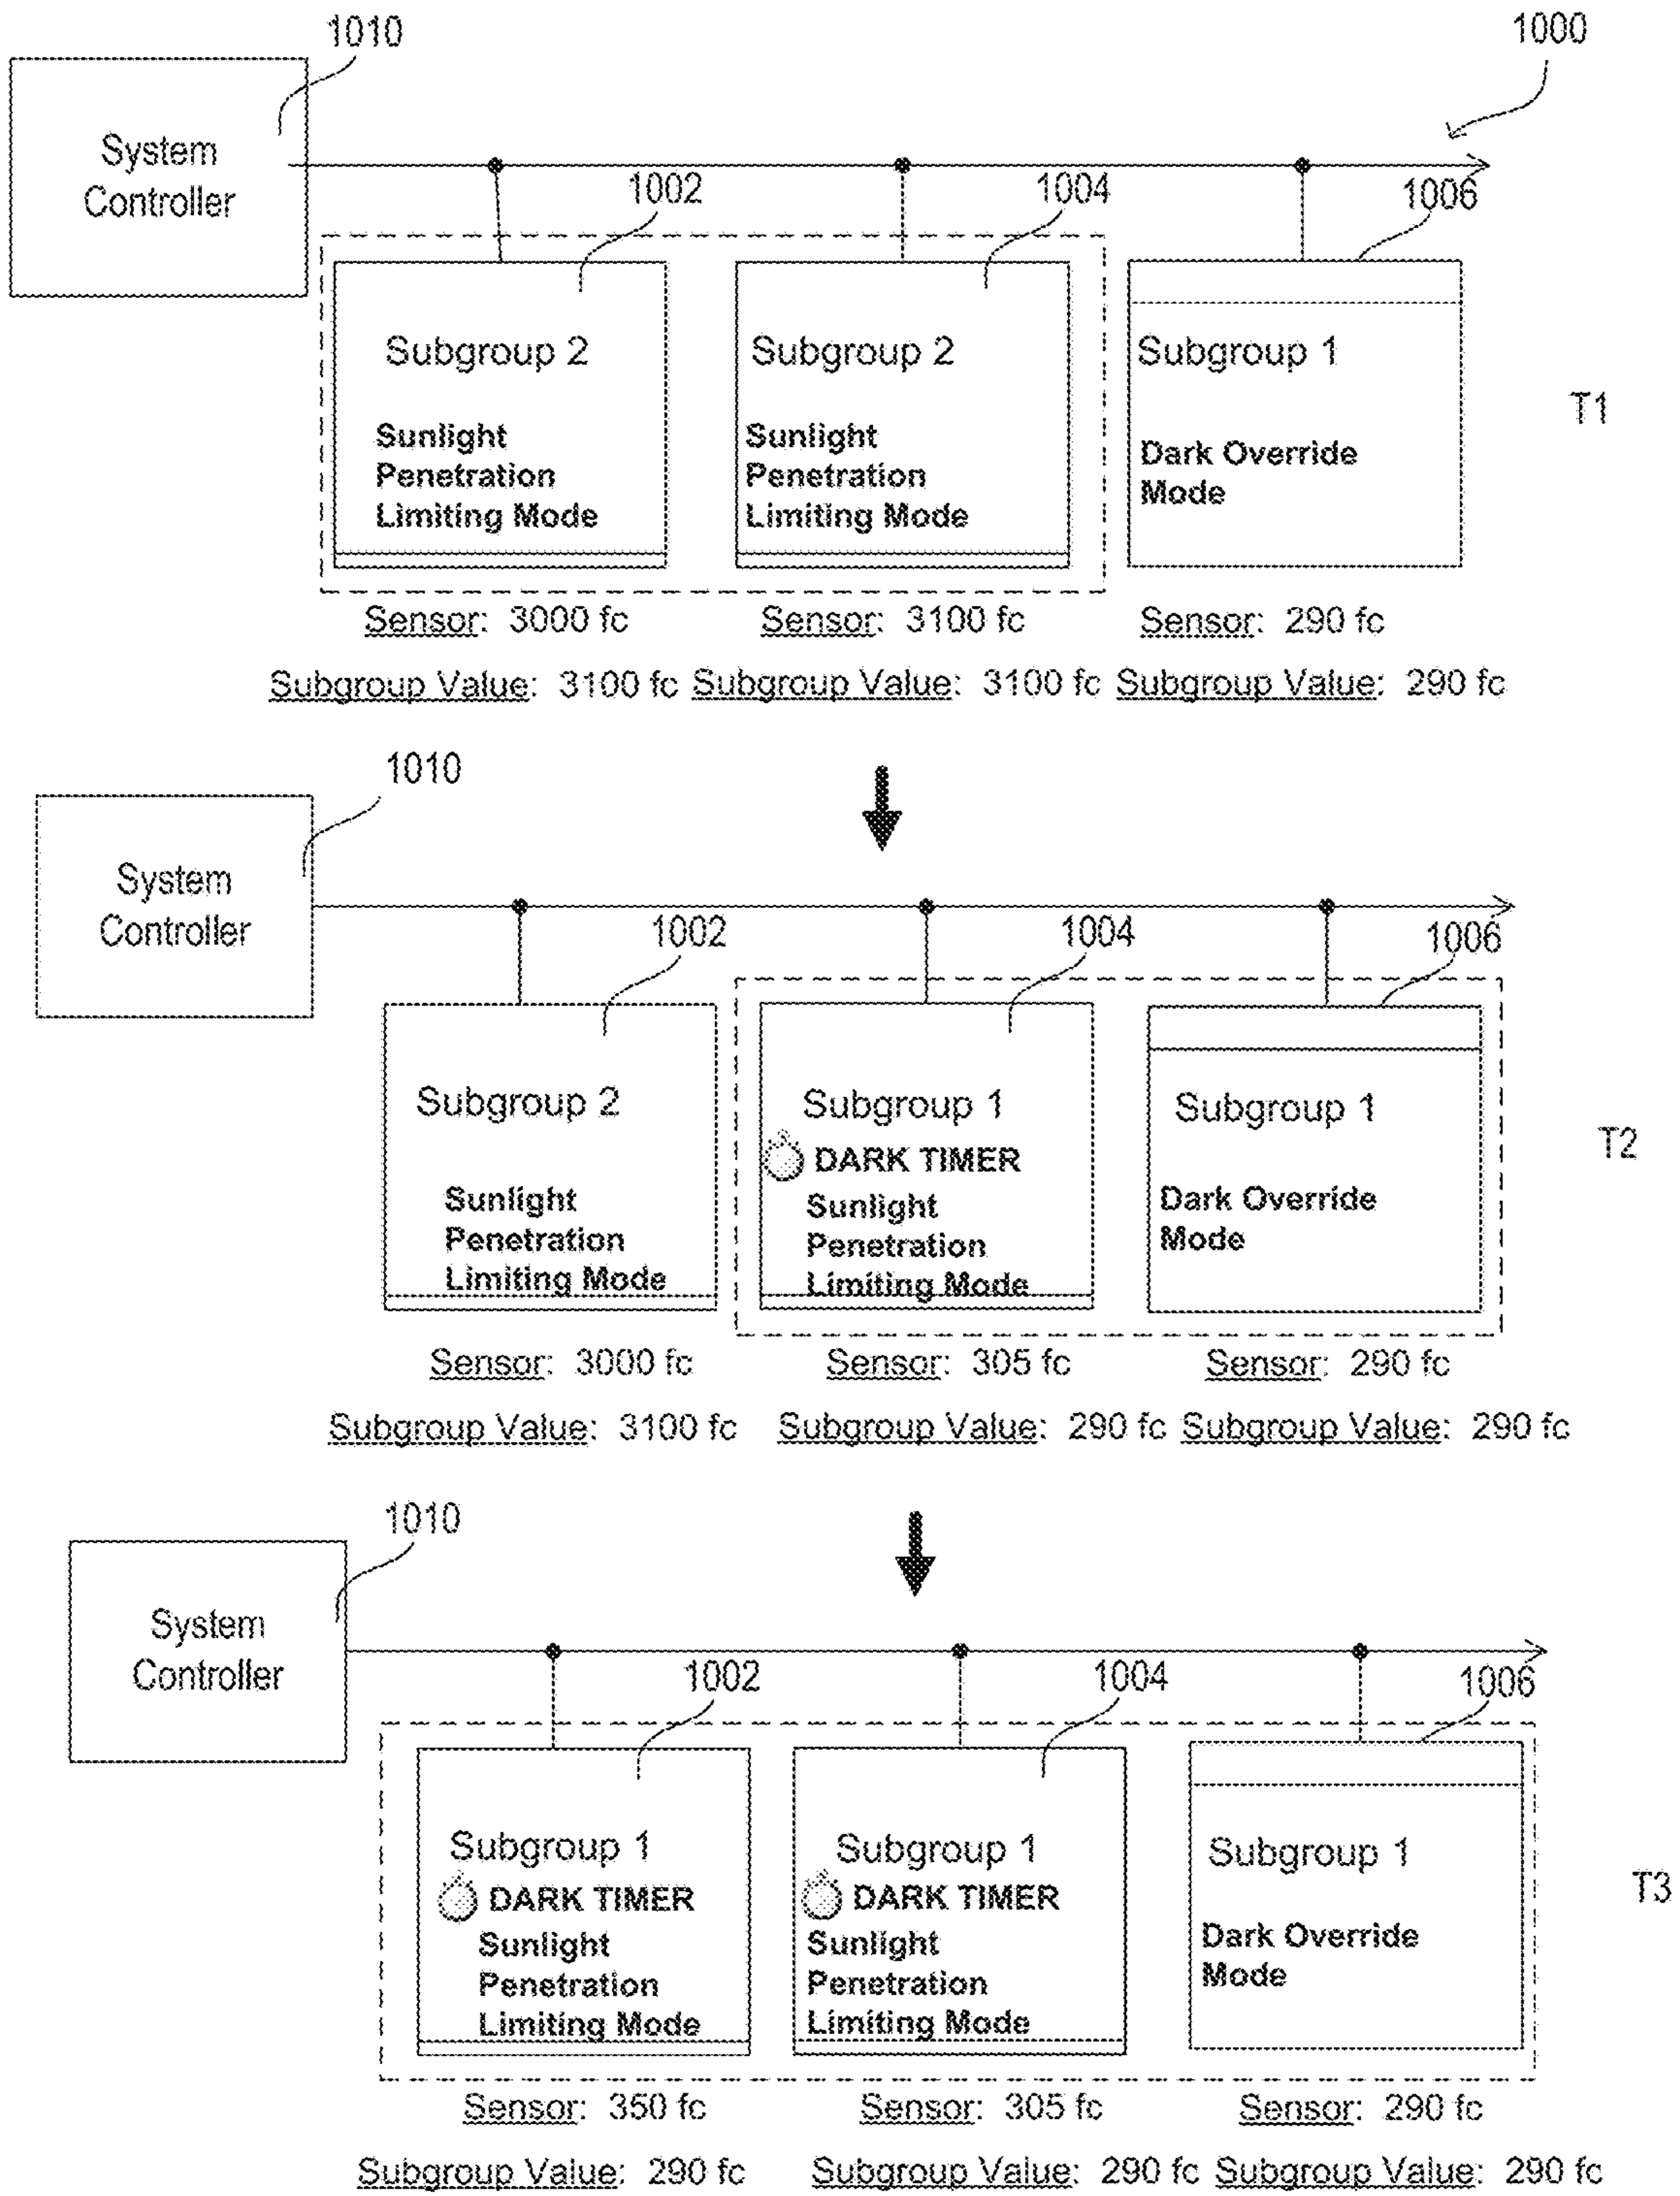 1010
1000
System
Controller
1002
1004
1006
Subgroup 2
Sunlight
Penetration
Limiting Mode
Subgroup 2
Sunlight
Penetration
Limiting Mode
Subgroup 1
Dark Override
Mode
T1
Sensor: 3000 fc
Sensor: 3100 fc
Sensor: 290 fc
Subgroup Value: 3100 fc
Subgroup Value: 3100 fc
Subgroup Value: 290 fc
1010
System
Controller
1002
1004
1006
Subgroup 2
Sunlight
Penetration
Limiting Mode
Subgroup 1
DARK TIMER
Sunlight
Penetration
Limiting Mode
Subgroup 1
Dark Override
Mode
T2
Sensor: 3000 fc
Sensor: 305 fc
Sensor: 290 fc
Subgroup Value: 3100 fc
Subgroup Value: 290 fc
Subgroup Value: 290 fc
1010
System
Controller
1002
1004
1006
Subgroup 1
DARK TIMER
Sunlight
Penetration
Limiting Mode
Subgroup 1
DARK TIMER
Sunlight
Penetration
Limiting Mode
Subgroup 1
Dark Override
Mode
T3
Sensor: 350 fc
Sensor: 305 fc
Sensor: 290 fc
Subgroup Value: 290 fc
Subgroup Value: 290 fc
Subgroup Value: 290 fc